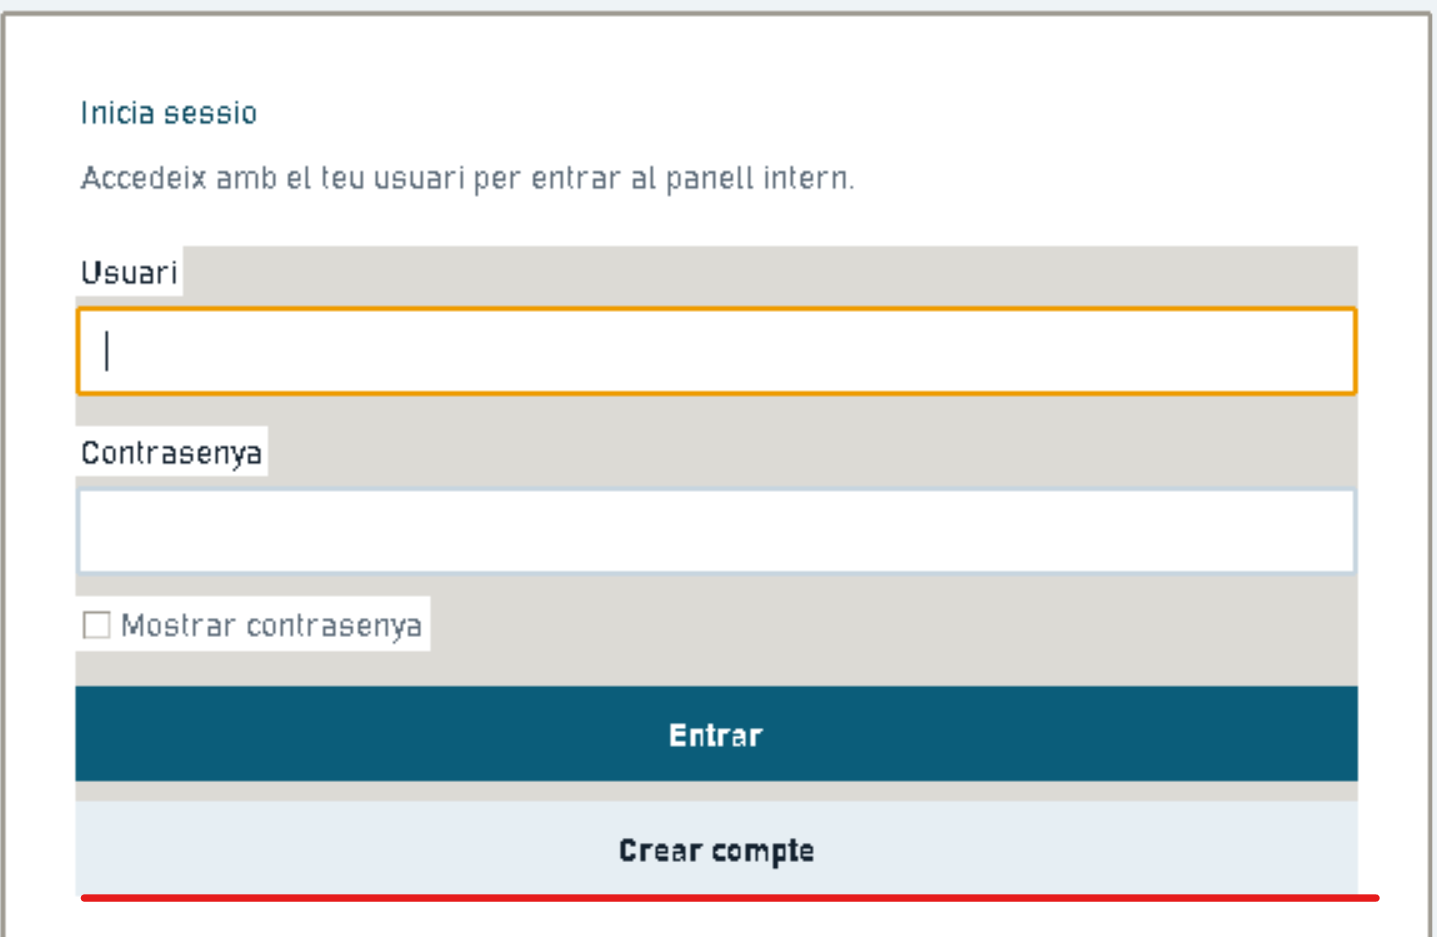 Inicia sessio
Accedeix amb el teu usuari per entrar al panell intern.
Usuari
Contrasenya
Mostrar contrasenya
Entrar
Crear compte